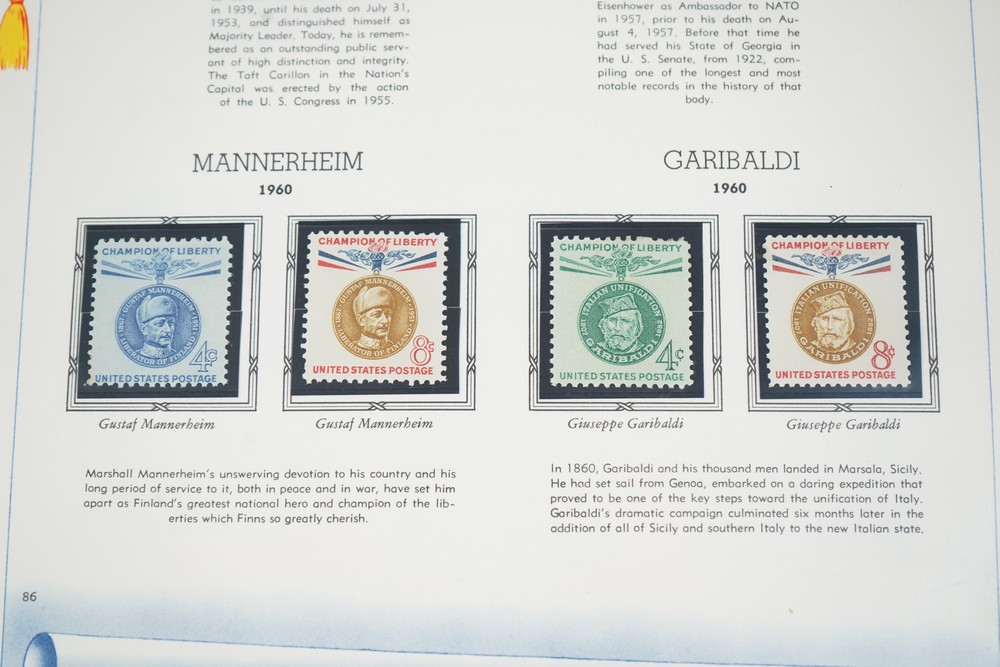 in 1939, until his death on July 31,
1953, and distinguished himself as
Majority Leader. Today, he is remem-
bered as an outstanding public serv-
ant of high distinction and integrity.
The Taft Carillon in the Nation's
Capital was erected by the action
of the U. S. Congress in 1955.
Eisenhower as Ambassador to NATO
in 1957, prior to his death on Au-
gust 4, 1957. Before that time he
had served his State of Georgia in
the U. S. Senate, from 1922, com-
piling one of the longest and most
notable records in the history of that
body.
MANNERHEIM
1960
CHAMPION OF LIBERTY
GUSTAF MANNERHEIM
1867 1951
LIBERATOR OF FINLAND
4¢
UNITED STATES POSTAGE
Gustaf Mannerheim
CHAMPION OF LIBERTY
GUSTAF MANNERHEIM
1867 1951
LIBERATOR OF FINLAND
8¢
UNITED STATES POSTAGE
Gustaf Mannerheim
Marshall Mannerheim's unswerving devotion to his country and his
long period of service to it, both in peace and in war, have set him
apart as Finland's greatest national hero and champion of the lib-
erties which Finns so greatly cherish.
GARIBALDI
1960
CHAMPION OF LIBERTY
ITALIAN UNIFICATION
1807 1882
GARIBALDI
4¢
UNITED STATES POSTAGE
Giuseppe Garibaldi
CHAMPION OF LIBERTY
ITALIAN UNIFICATION
1807 1882
GARIBALDI
8¢
UNITED STATES POSTAGE
Giuseppe Garibaldi
In 1860, Garibaldi and his thousand men landed in Marsala, Sicily.
He had set sail from Genoa, embarked on a daring expedition that
proved to be one of the key steps toward the unification of Italy.
Garibaldi's dramatic campaign culminated six months later in the
addition of all of Sicily and southern Italy to the new Italian state.
86